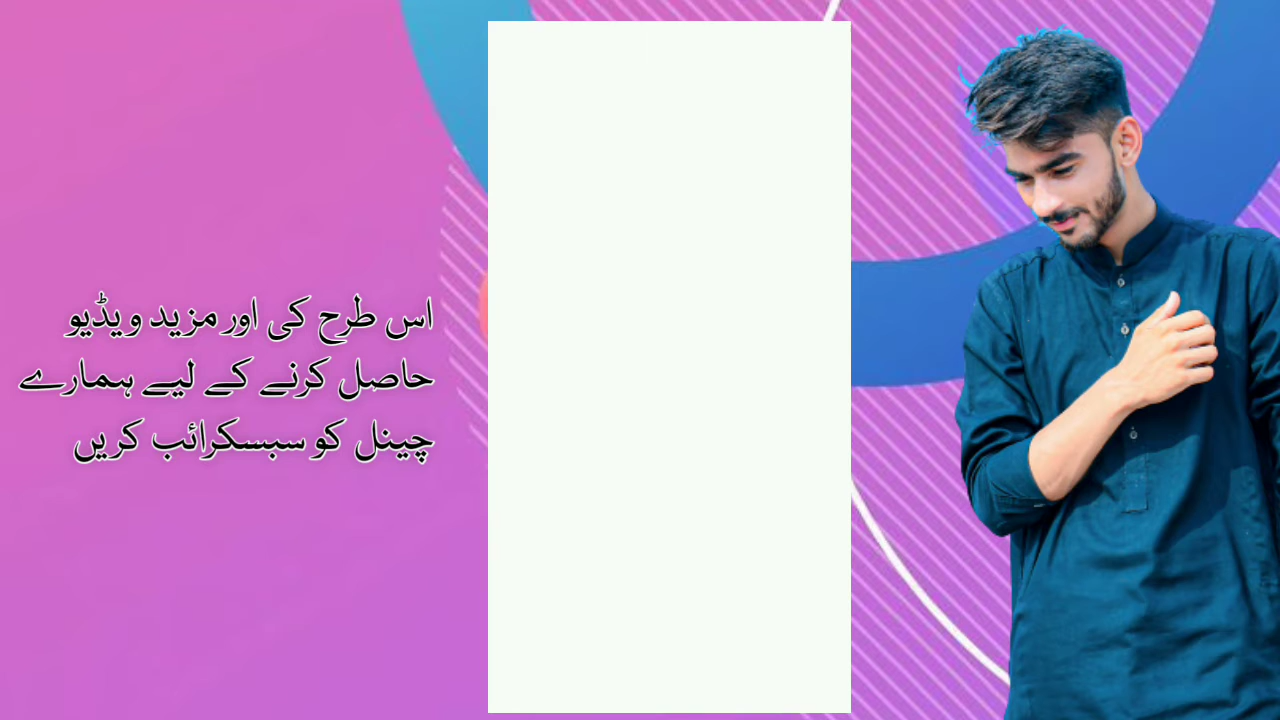 اس طرح کی اور مزید ویڈیو
حاصل کرنے کے لیے ہمارے
چینل کو سبسکرائب کریں